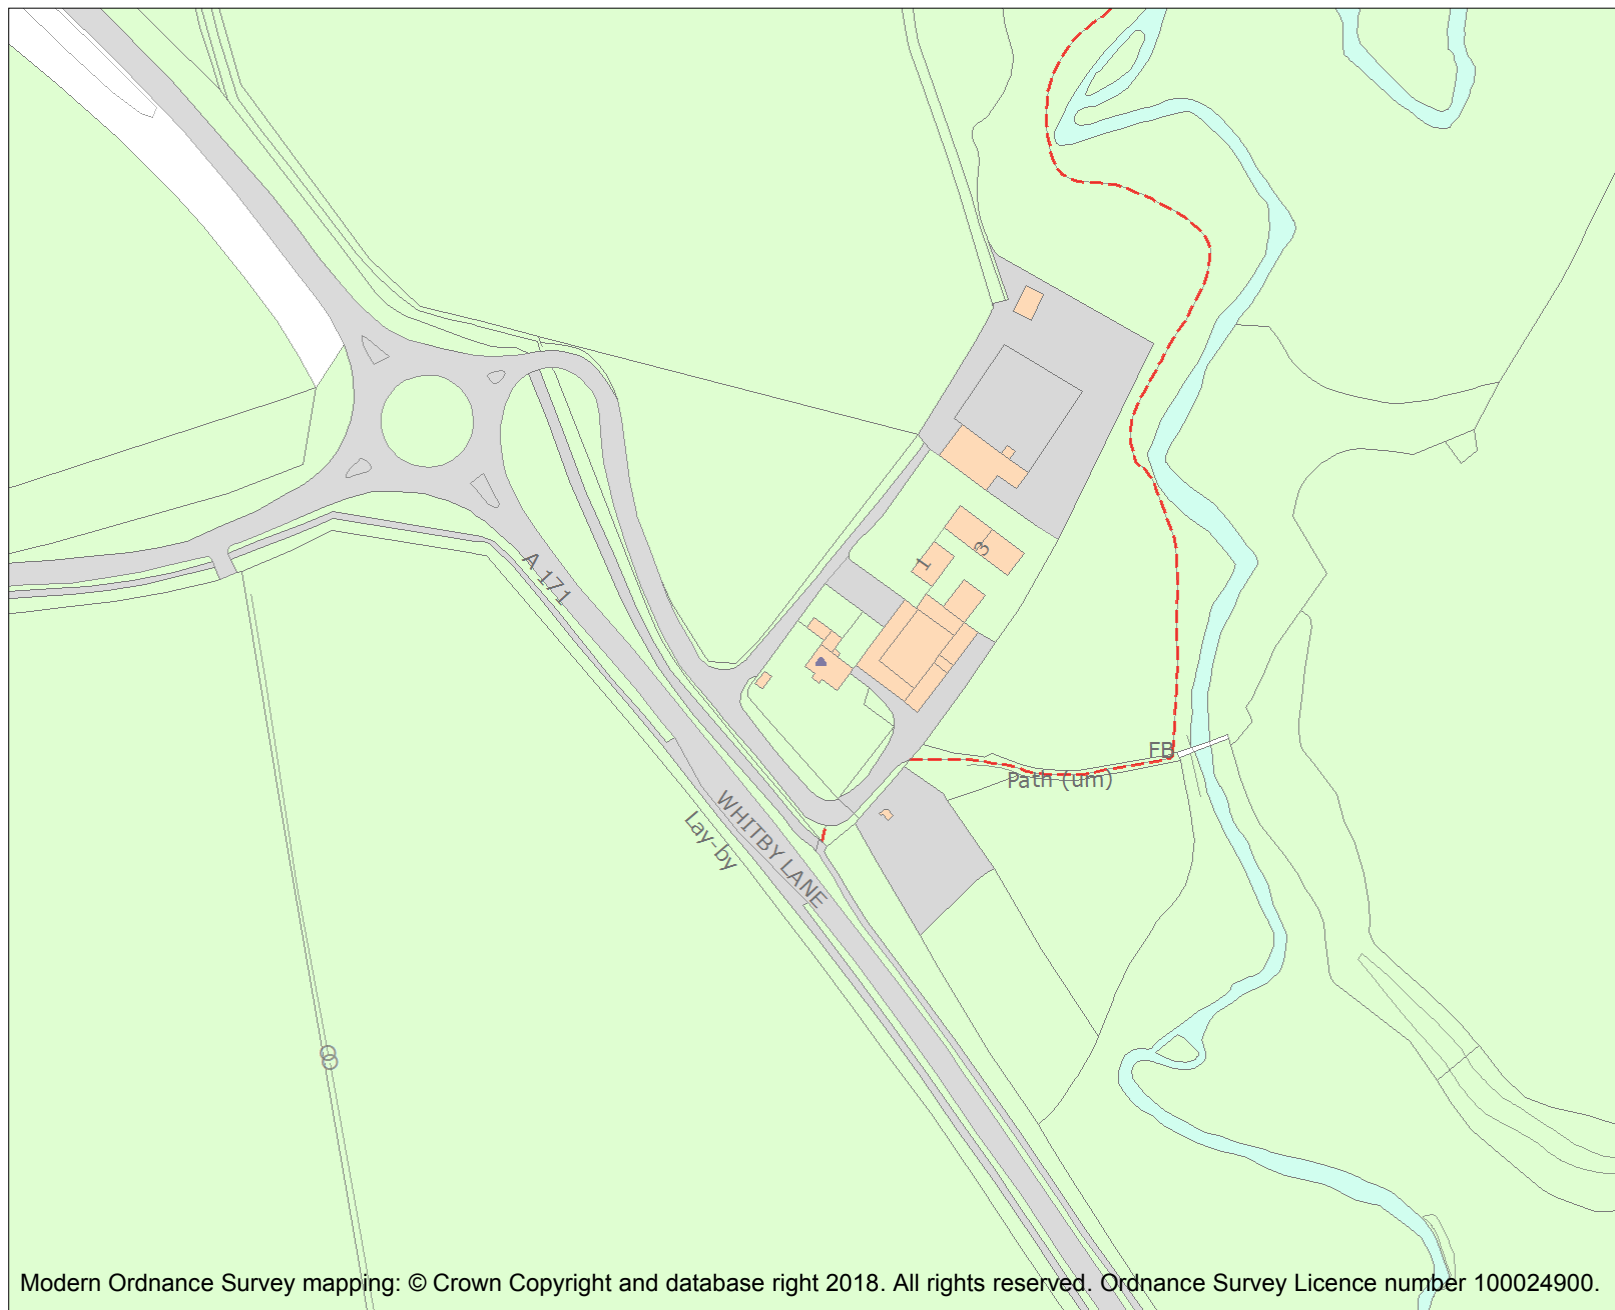 3
1
A 171
FB
Path (um)
WHITBY LANE
Lay-by
Modern Ordnance Survey mapping: © Crown Copyright and database right 2018. All rights reserved. Ordnance Survey Licence number 100024900.